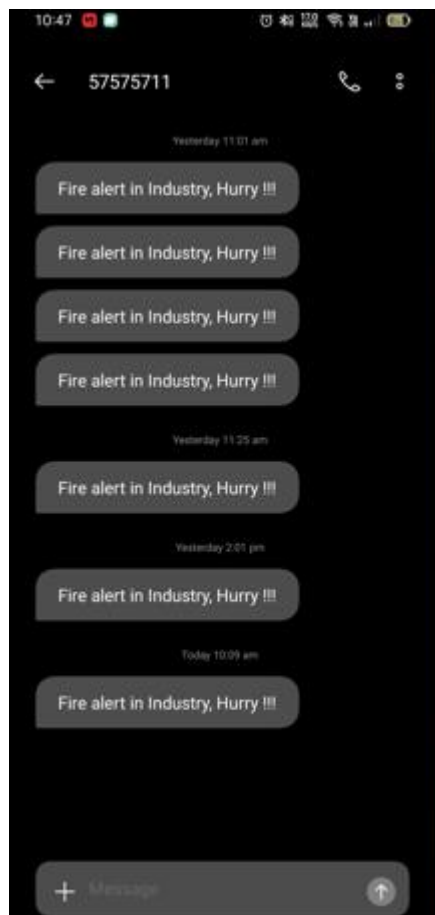 10:47
57575711
Yesterday 11:01 am
Fire alert in Industry, Hurry !!!
Fire alert in Industry, Hurry !!!
Fire alert in Industry, Hurry !!!
Fire alert in Industry, Hurry !!!
Yesterday 11:25 am
Fire alert in Industry, Hurry !!!
Yesterday 2:01 pm
Fire alert in Industry, Hurry !!!
Today 10:09 am
Fire alert in Industry, Hurry !!!
Message